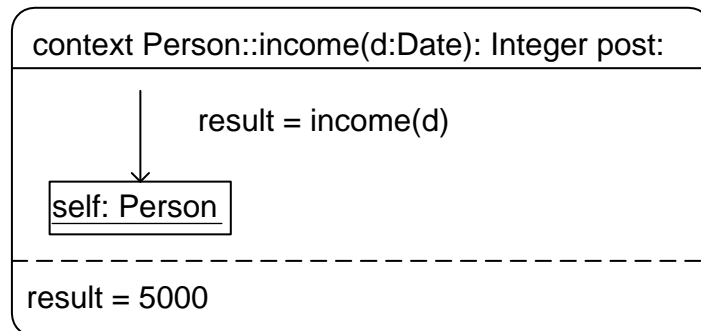 context Person::income(d:Date): Integer post:
result = income(d)
self: Person
result = 5000